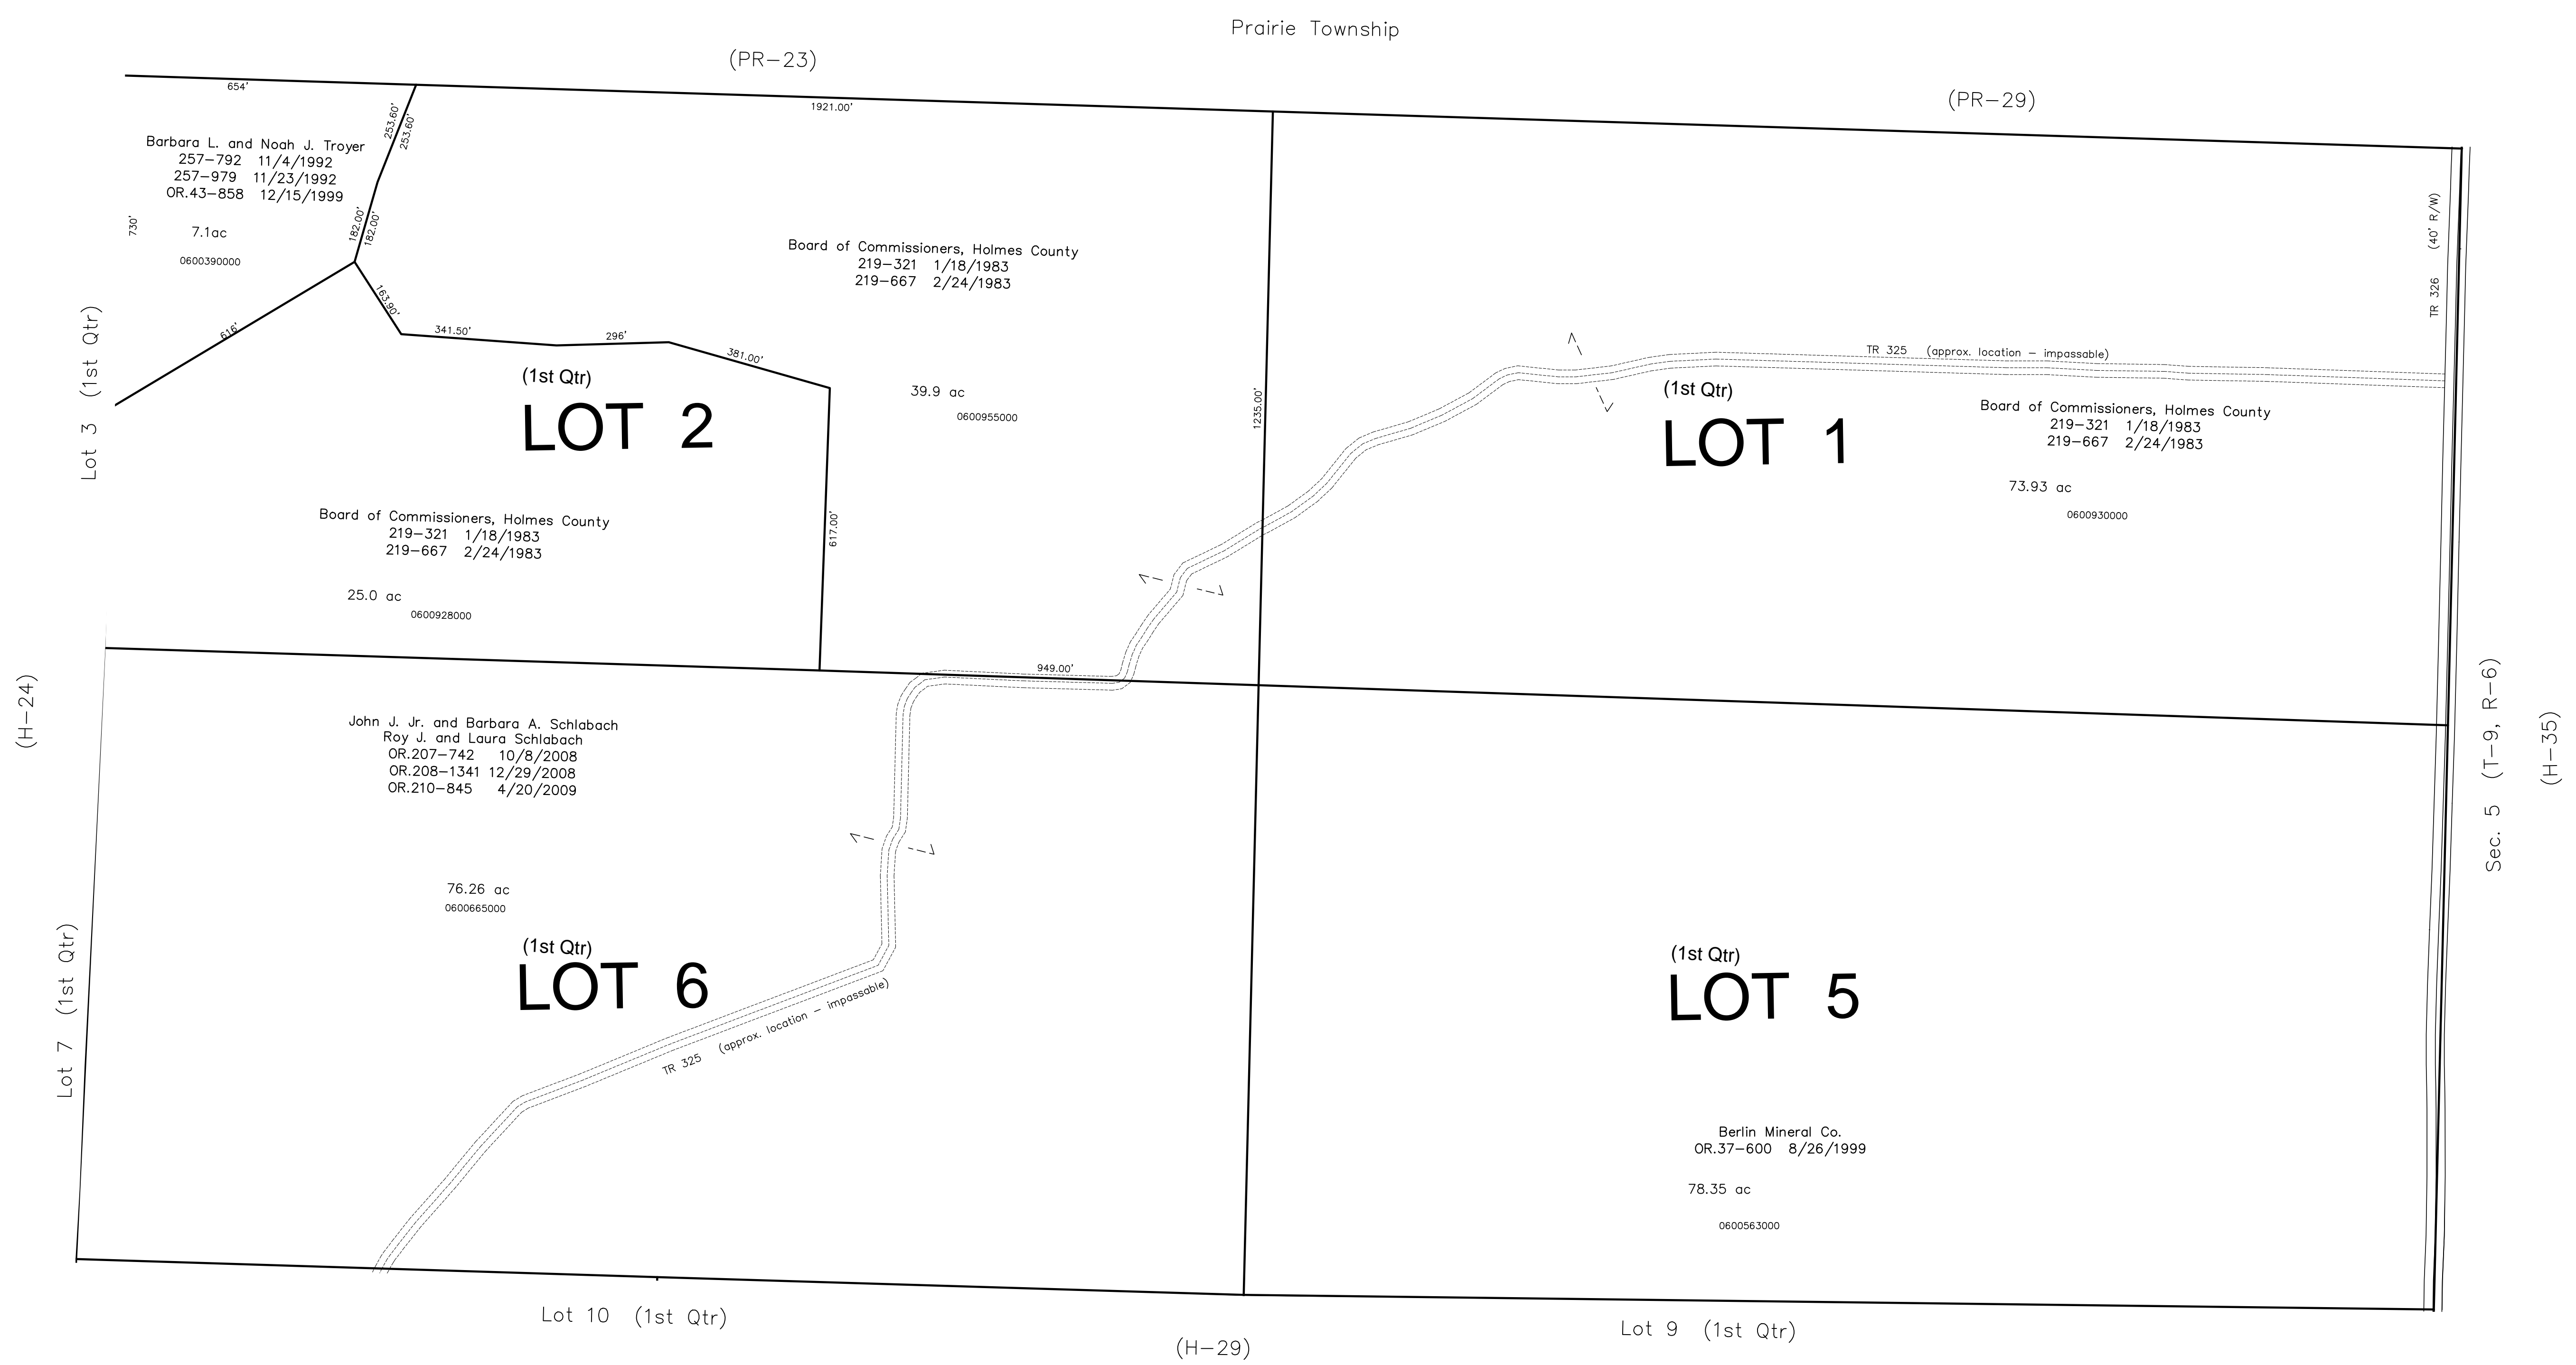 Prairie Township
(PR-23)
(PR-29)
654'
1921.00'
253.60'
253.60'
Barbara L. and Noah J. Troyer
257-792 11/4/1992
257-979 11/23/1992
OR.43-858 12/15/1999
730'
7.1ac
0600390000
182.00'
182.00'
163.90'
616'
341.50'
296'
381.00'
Lot 3 (1st Qtr)
(1st Qtr)
LOT 2
Board of Commissioners, Holmes County
219-321 1/18/1983
219-667 2/24/1983
25.0 ac
0600928000
617.00'
Board of Commissioners, Holmes County
219-321 1/18/1983
219-667 2/24/1983
39.9 ac
0600955000
1235.00'
949.00'
TR 325 (approx. location - impassable)
TR 326 (40' R/W)
(1st Qtr)
LOT 1
Board of Commissioners, Holmes County
219-321 1/18/1983
219-667 2/24/1983
73.93 ac
0600930000
(H-24)
Sec. 5 (T-9, R-6)
(H-35)
John J. Jr. and Barbara A. Schlabach
Roy J. and Laura Schlabach
OR.207-742 10/8/2008
OR.208-1341 12/29/2008
OR.210-845 4/20/2009
76.26 ac
0600665000
(1st Qtr)
LOT 6
Lot 7 (1st Qtr)
TR 325 (approx. location - impassable)
(1st Qtr)
LOT 5
Berlin Mineral Co.
OR.37-600 8/26/1999
78.35 ac
0600563000
Lot 10 (1st Qtr)
Lot 9 (1st Qtr)
(H-29)